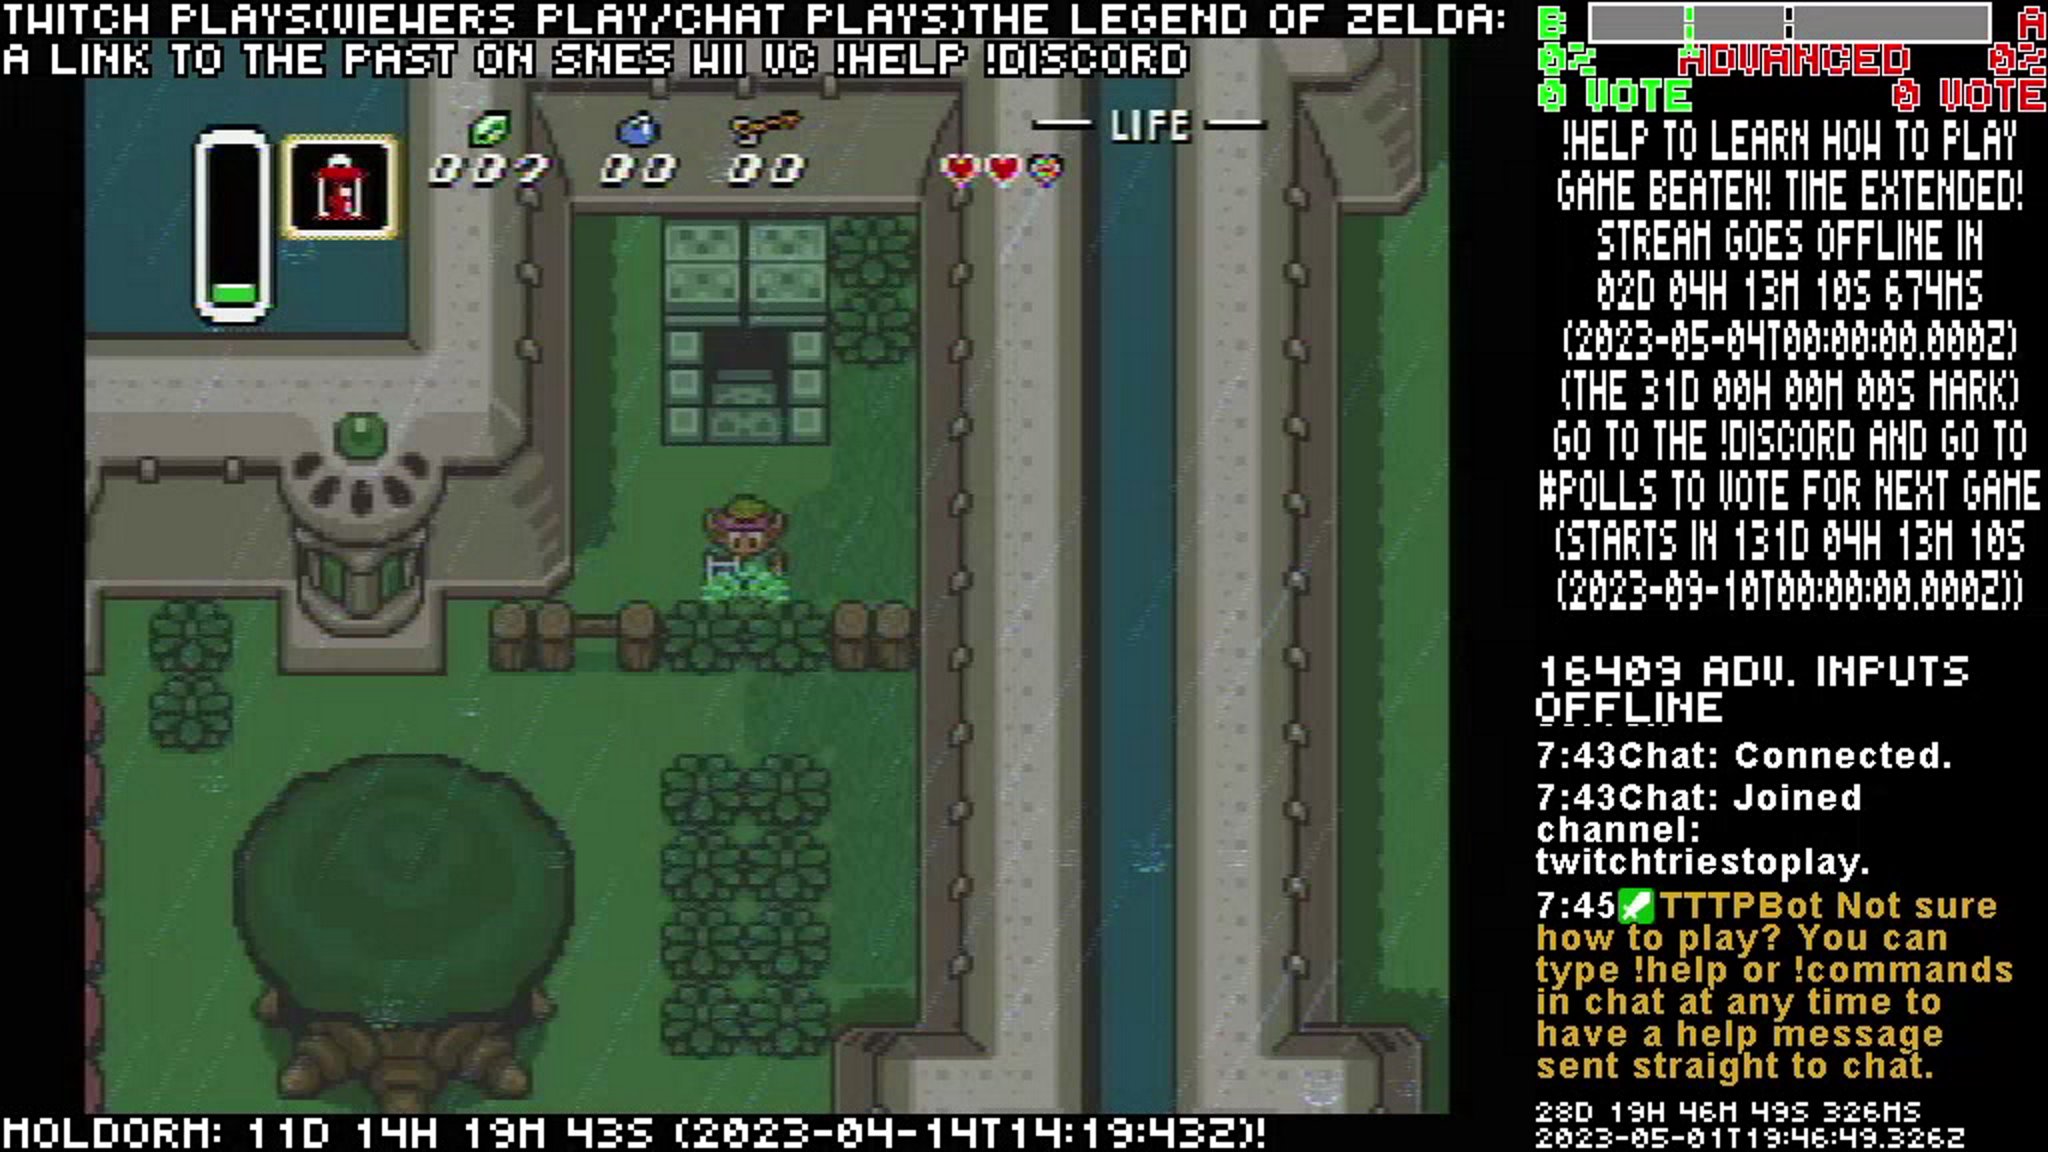 TWITCH PLAYS(VIEWERS PLAY/CHAT PLAYS)THE LEGEND OF ZELDA:
A LINK TO THE PAST ON SNES WII VC !HELP !DISCORD
B A
0% ADVANCED 0%
0 VOTE 0 VOTE
LIFE
007 00 00
!HELP TO LEARN HOW TO PLAY
GAME BEATEN! TIME EXTENDED!
STREAM GOES OFFLINE IN
02D 04H 13M 10S 674MS
(2023-05-04T00:00:00.000Z)
(THE 31D 00H 00M 00S MARK)
GO TO THE !DISCORD AND GO TO
#POLLS TO VOTE FOR NEXT GAME
(STARTS IN 131D 04H 13M 10S
(2023-09-10T00:00:00.000Z))
16409 ADV. INPUTS
OFFLINE
7:43Chat: Connected.
7:43Chat: Joined
channel:
twitchtriestoplay.
7:45 TTTPBot Not sure
how to play? You can
type !help or !commands
in chat at any time to
have a help message
sent straight to chat.
28D 19H 46M 49S 326MS
2023-05-01T19:46:49.326Z
MOLDORM: 11D 14H 19M 43S (2023-04-14T14:19:43Z)!